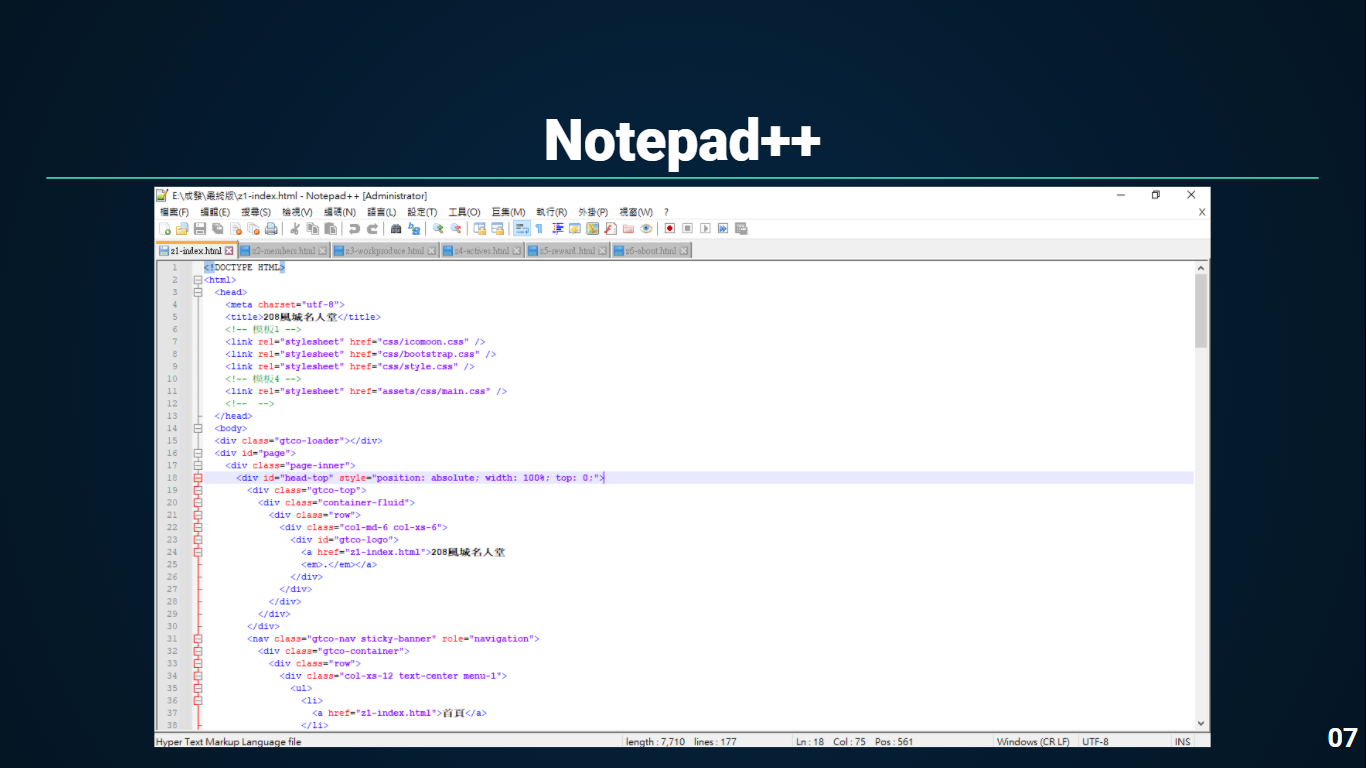 Notepad++
E:\成發\最終版\z1-index.html - Notepad++ [Administrator]
檔案(F) 編輯(E) 搜尋(S) 檢視(V) 編碼(N) 語言(L) 設定(T) 工具(O) 巨集(M) 執行(R) 外掛(P) 視窗(W) ? X
z1-index.html z2-members.html z3-workproduce.html z4-actives.html z5-reward.html z6-about.html
1 <!DOCTYPE HTML>
2 <html>
3 <head>
4 <meta charset="utf-8">
5 <title>208風城名人堂</title>
6 <!-- 模板1 -->
7 <link rel="stylesheet" href="css/icomoon.css" />
8 <link rel="stylesheet" href="css/bootstrap.css" />
9 <link rel="stylesheet" href="css/style.css" />
10 <!-- 模板4 -->
11 <link rel="stylesheet" href="assets/css/main.css" />
12 <!-- -->
13 </head>
14 <body>
15 <div class="gtco-loader"></div>
16 <div id="page">
17 <div class="page-inner">
18 <div id="head-top" style="position: absolute; width: 100%; top: 0;">
19 <div class="gtco-top">
20 <div class="container-fluid">
21 <div class="row">
22 <div class="col-md-6 col-xs-6">
23 <div id="gtco-logo">
24 <a href="z1-index.html">208風城名人堂
25 <em>.</em></a>
26 </div>
27 </div>
28 </div>
29 </div>
30 </div>
31 <nav class="gtco-nav sticky-banner" role="navigation">
32 <div class="gtco-container">
33 <div class="row">
34 <div class="col-xs-12 text-center menu-1">
35 <ul>
36 <li>
37 <a href="z1-index.html">首頁</a>
38 </li>
Hyper Text Markup Language file length : 7,710 lines : 177 Ln : 18 Col : 75 Pos : 561 Windows (CR LF) UTF-8 INS
07